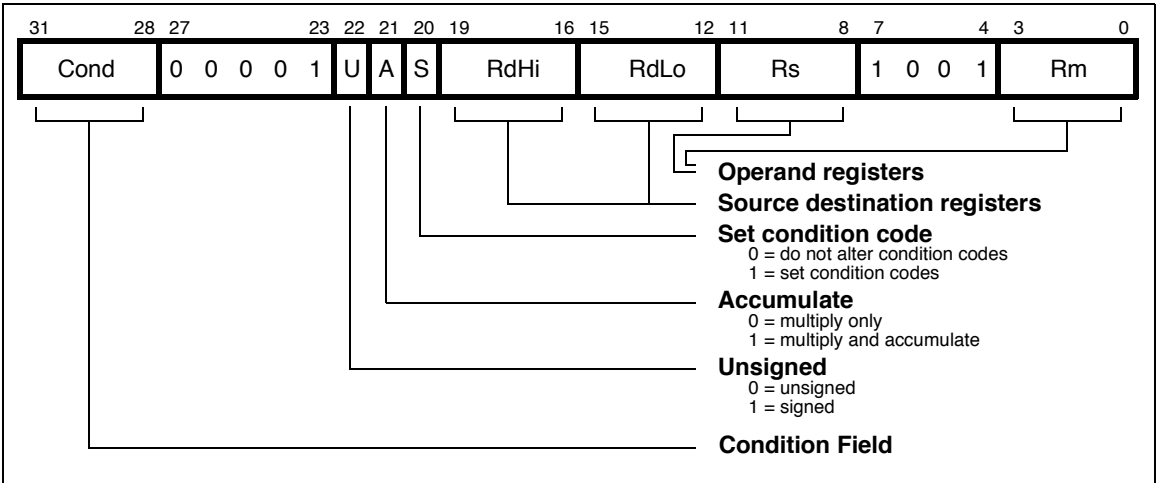 31 28 27 23 22 21 20 19 16 15 12 11 8 7 4 3 0
Cond 0 0 0 0 1 U A S RdHi RdLo Rs 1 0 0 1 Rm
Operand registers
Source destination registers
Set condition code
0 = do not alter condition codes
1 = set condition codes
Accumulate
0 = multiply only
1 = multiply and accumulate
Unsigned
0 = unsigned
1 = signed
Condition Field